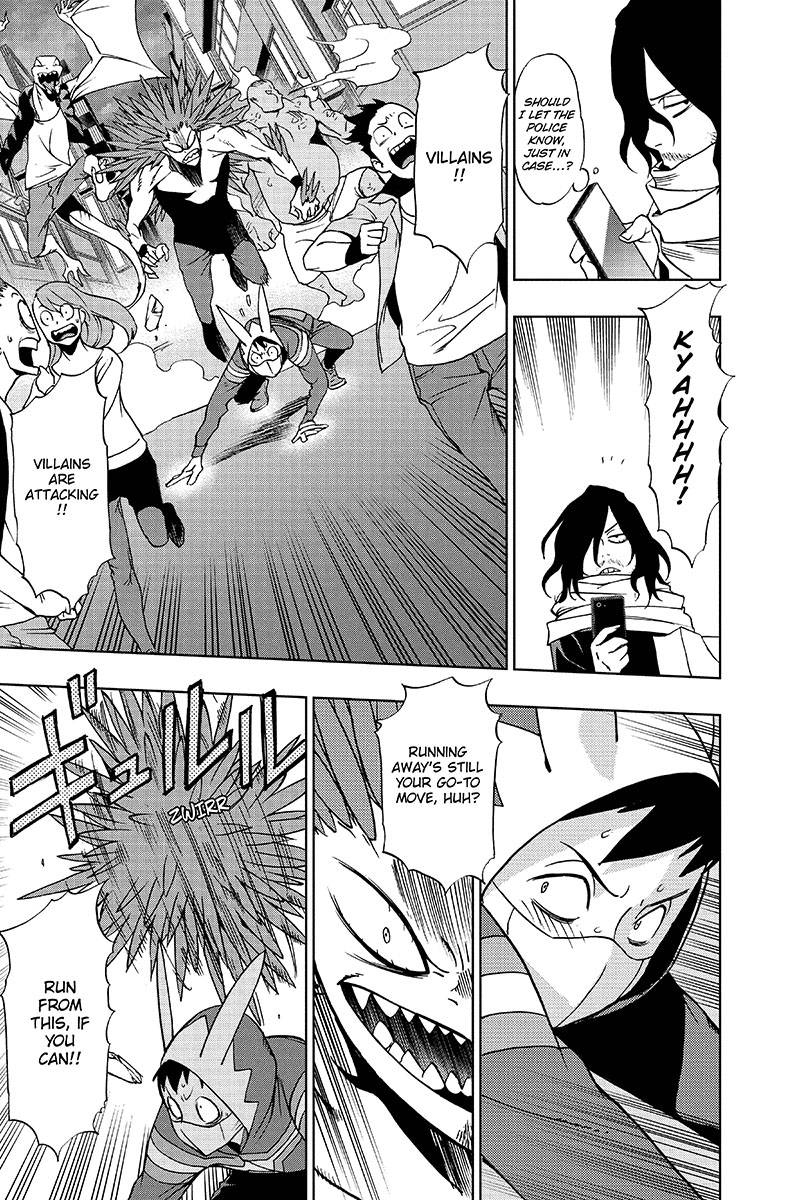 SHOULD
I LET THE
POLICE
KNOW,
JUST IN
CASE...?
KYAHHHH!
VILLAINS
!!
VILLAINS
ARE
ATTACKING
!!
RUNNING
AWAY'S STILL
YOUR GO-TO
MOVE, HUH?
ギュルルル
ZWIRR
RUN
FROM
THIS, IF
YOU
CAN!!